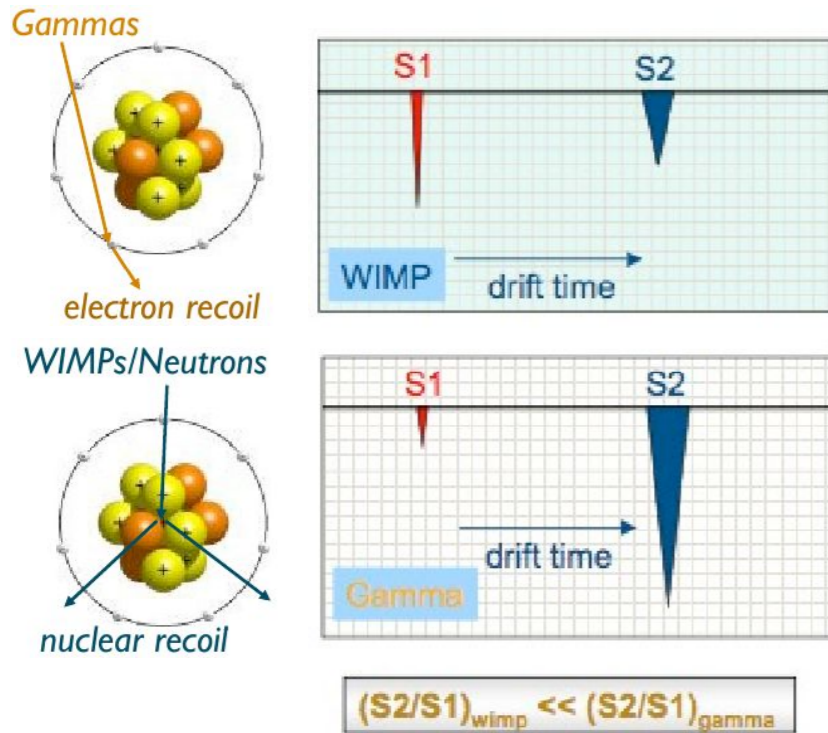 Gammas
electron recoil
S1 S2
WIMP drift time
WIMPs/Neutrons
nuclear recoil
S1 S2
Gamma drift time
(S2/S1)wimp << (S2/S1)gamma